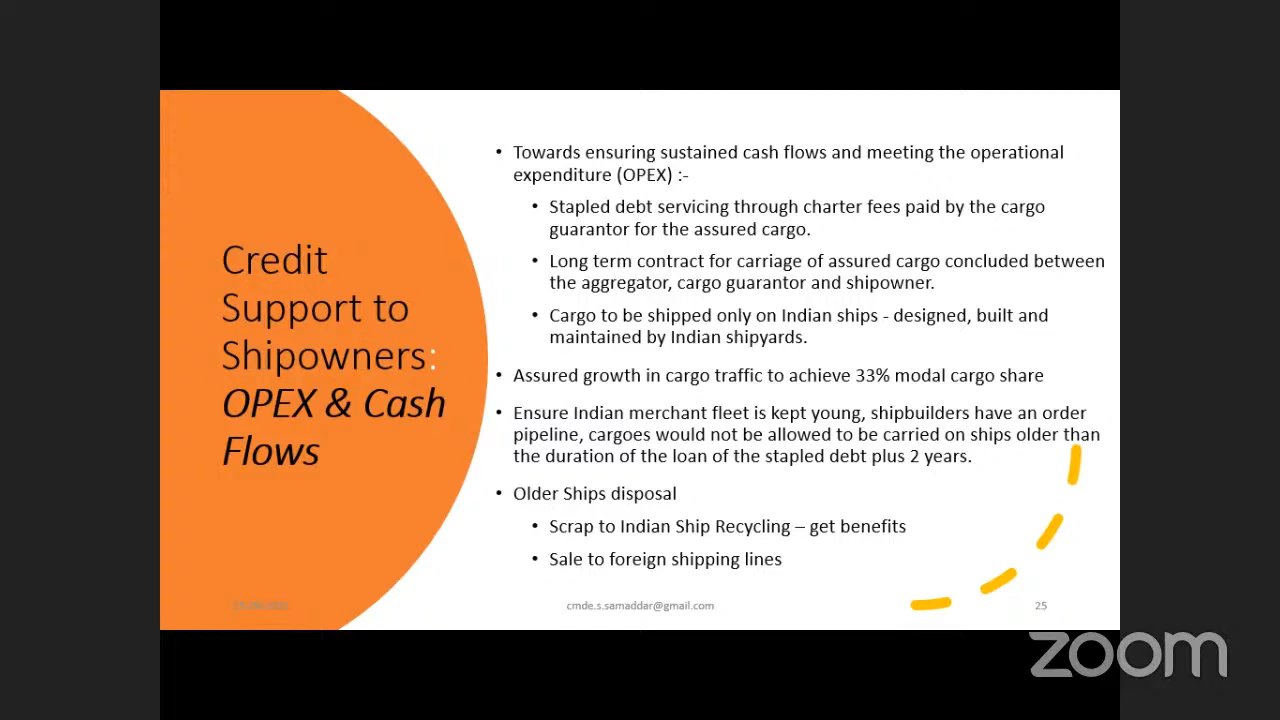 Credit
Support to
Shipowners:
OPEX & Cash
Flows
• Towards ensuring sustained cash flows and meeting the operational
expenditure (OPEX) :-
• Stapled debt servicing through charter fees paid by the cargo
guarantor for the assured cargo.
• Long term contract for carriage of assured cargo concluded between
the aggregator, cargo guarantor and shipowner.
• Cargo to be shipped only on Indian ships - designed, built and
maintained by Indian shipyards.
• Assured growth in cargo traffic to achieve 33% modal cargo share
• Ensure Indian merchant fleet is kept young, shipbuilders have an order
pipeline, cargoes would not be allowed to be carried on ships older than
the duration of the loan of the stapled debt plus 2 years.
• Older Ships disposal
• Scrap to Indian Ship Recycling – get benefits
• Sale to foreign shipping lines
cmde.s.samaddar@gmail.com
25
zoom